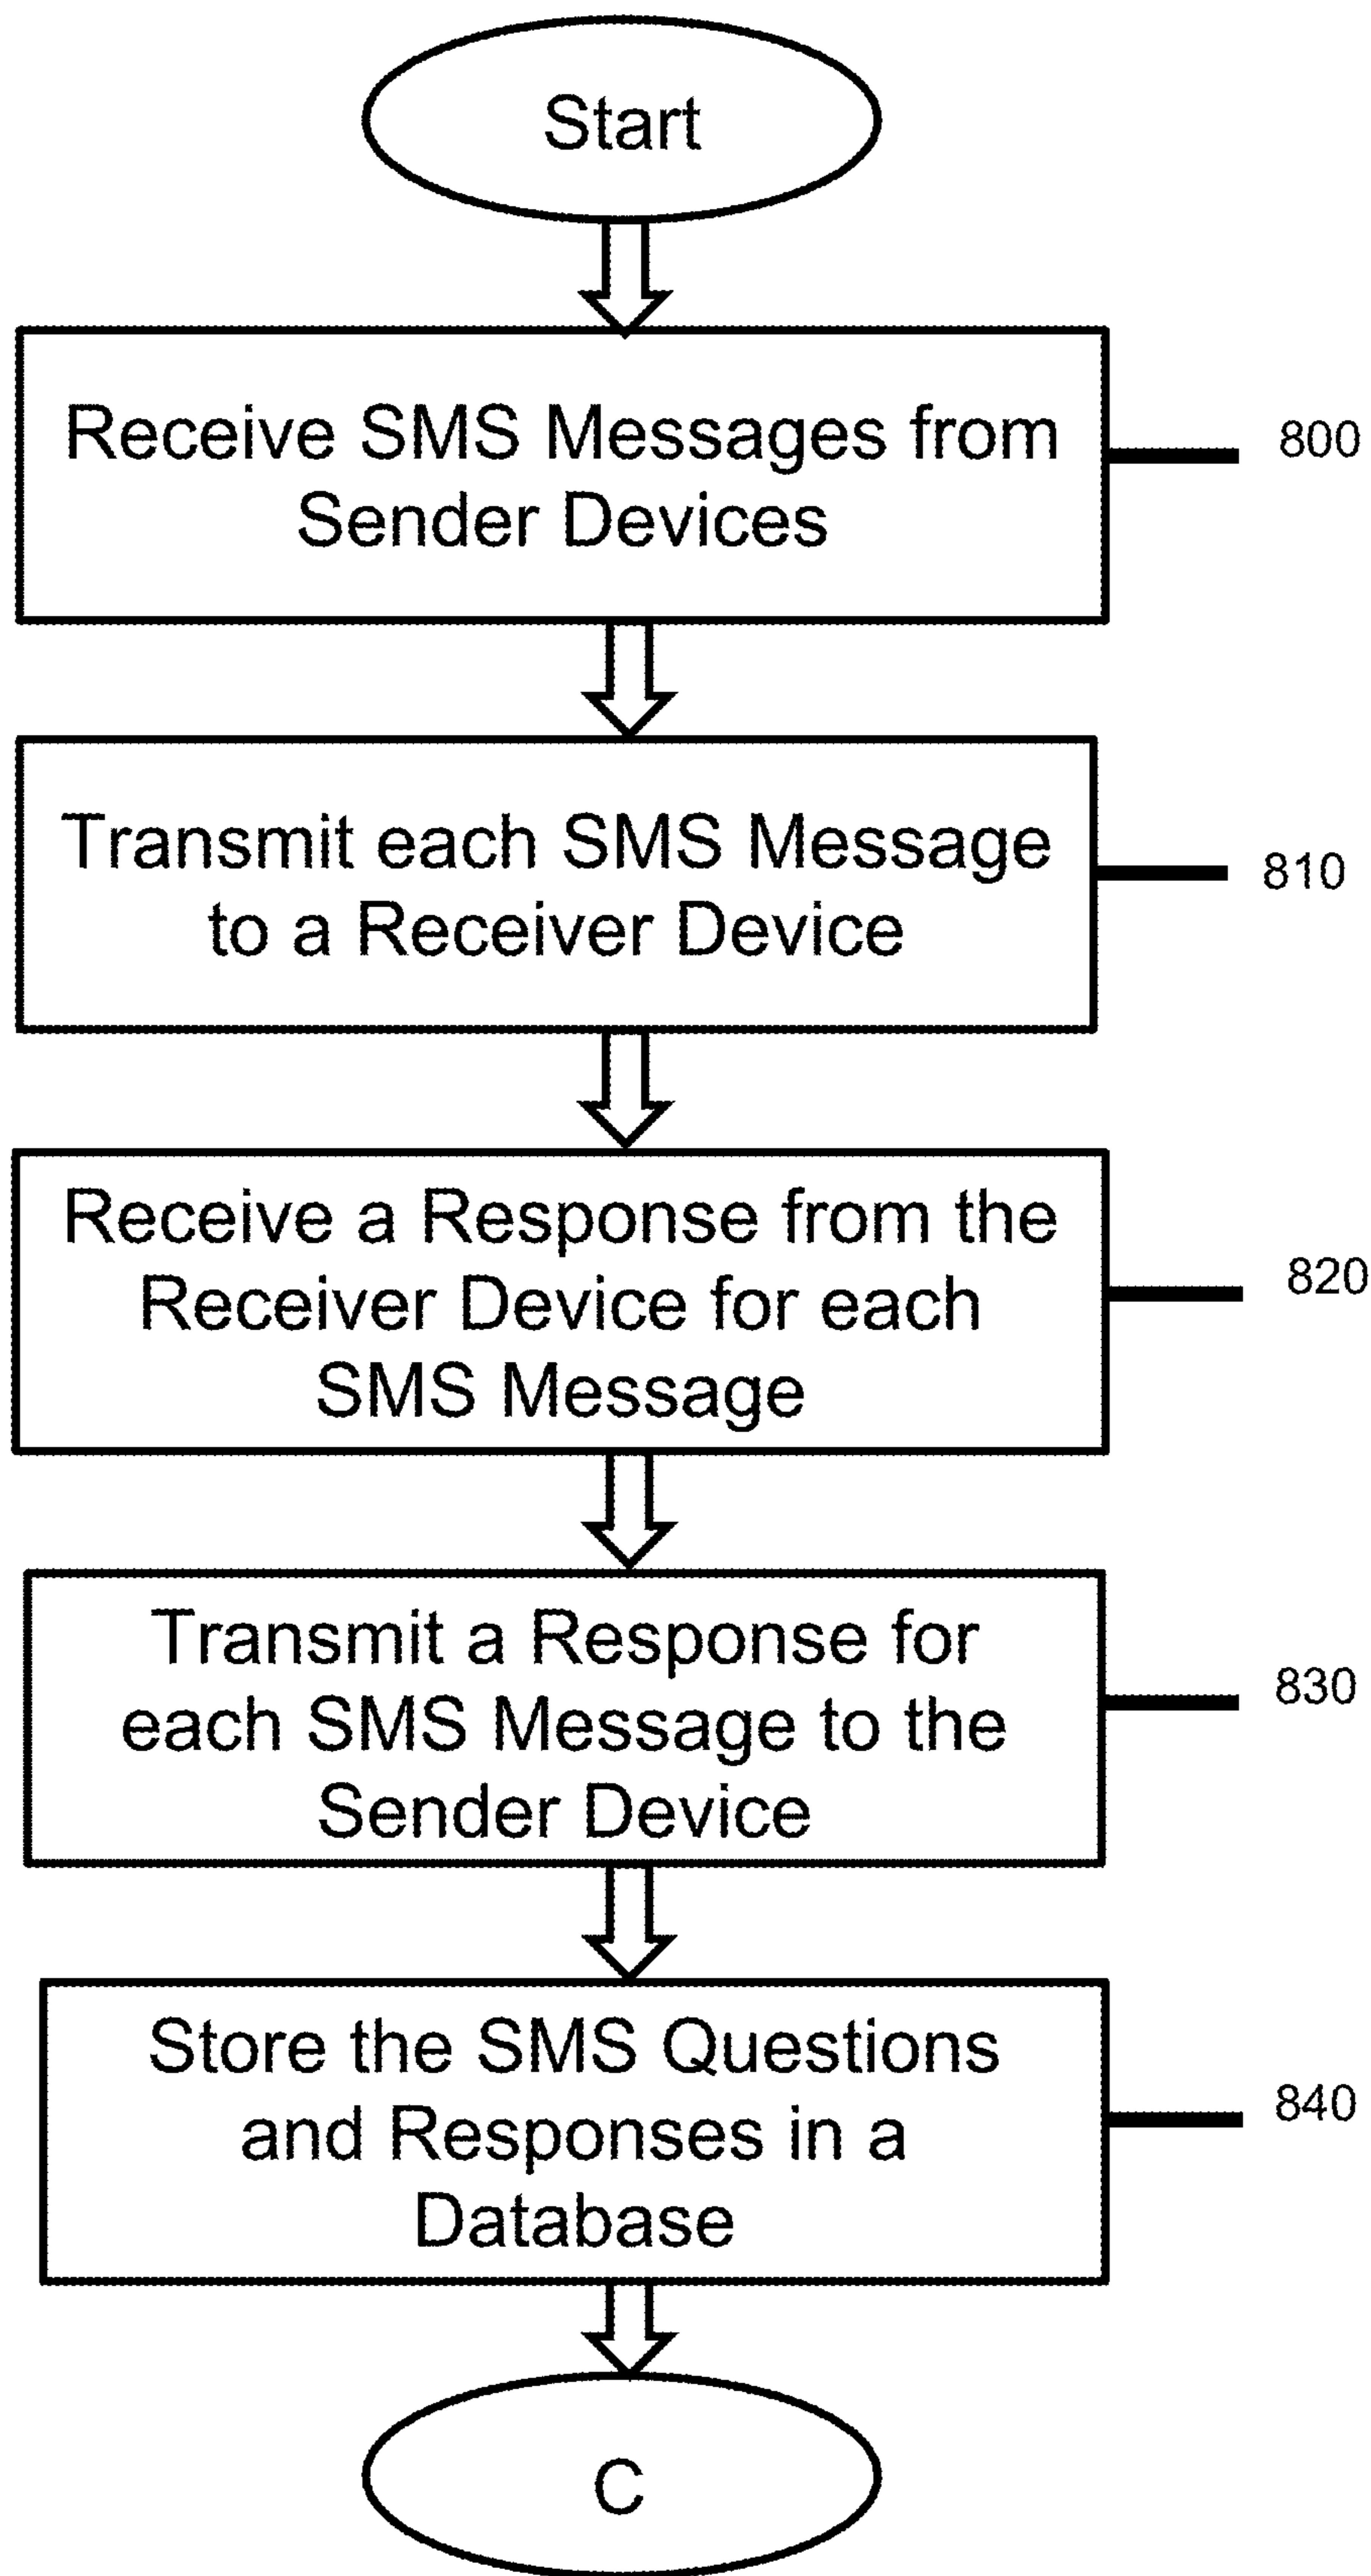 Start
Receive SMS Messages from
Sender Devices
800
Transmit each SMS Message
to a Receiver Device
810
Receive a Response from the
Receiver Device for each
SMS Message
820
Transmit a Response for
each SMS Message to the
Sender Device
830
Store the SMS Questions
and Responses in a
Database
840
C